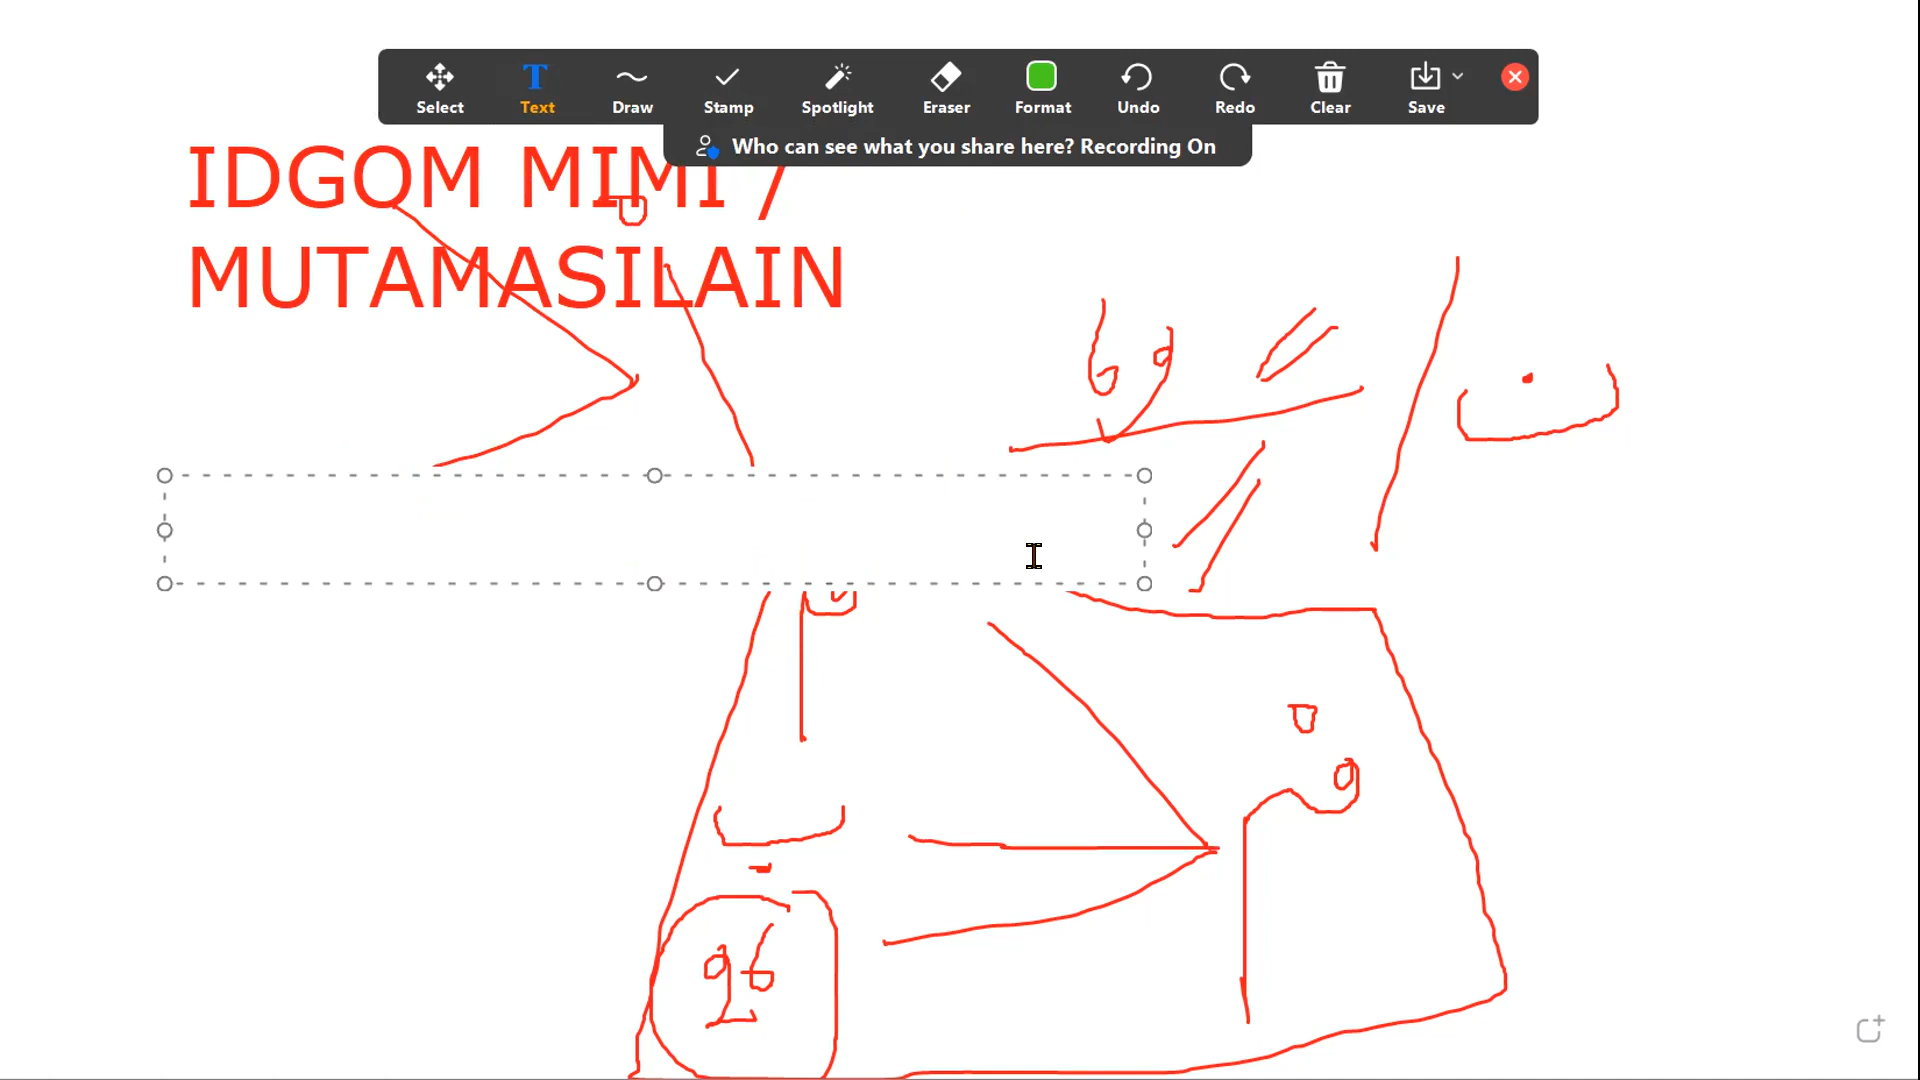 Select Text Draw Stamp Spotlight Eraser Format Undo Redo Clear Save
Who can see what you share here? Recording On
IDGOM MIMI /
MUTAMASILAIN